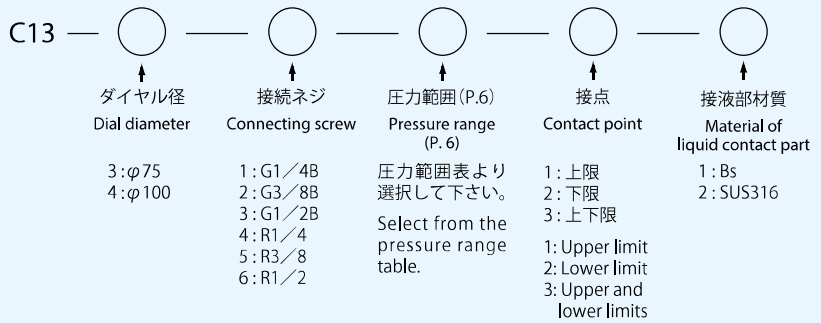 C13
ダイヤル径
Dial diameter
3 : φ75
4 : φ100
接続ネジ
Connecting screw
1 : G1／4B
2 : G3／8B
3 : G1／2B
4 : R1／4
5 : R3／8
6 : R1／2
圧力範囲(P.6)
Pressure range
(P. 6)
圧力範囲表より
選択して下さい。
Select from the
pressure range
table.
接点
Contact point
1 : 上限
2 : 下限
3 : 上下限
1: Upper limit
2: Lower limit
3: Upper and
lower limits
接液部材質
Material of
liquid contact part
1 : Bs
2 : SUS316